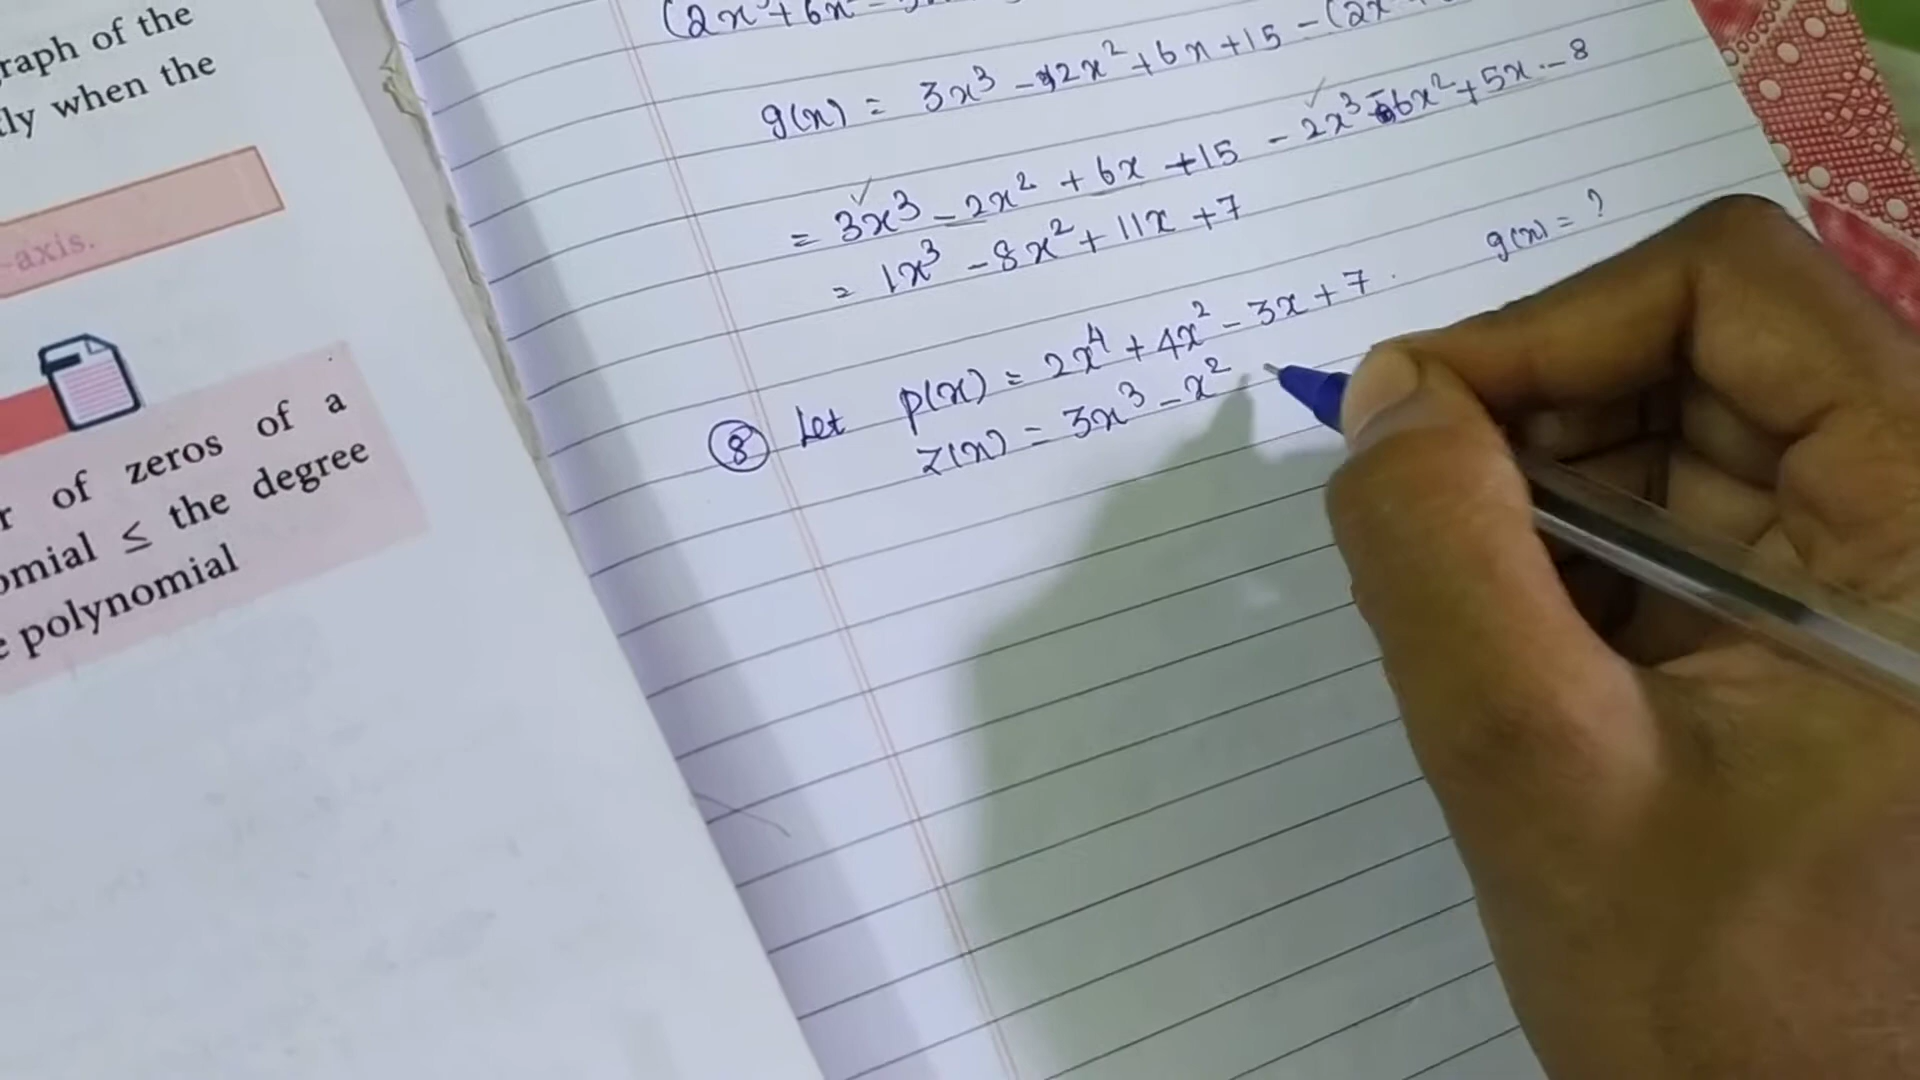 raph of the
tly when the
-axis.
of zeros of a
omial ≤ the degree
polynomial
g(x) = 3x³ - 2x² + 6x + 15 - (2x
= 3x³ - 2x² + 6x + 15 - 2x³ - 6x² + 5x - 8
= 1x³ - 8x² + 11x + 7
⑧ Let p(x) = 2x⁴ + 4x² - 3x + 7 . g(x) = ?
z(x) = 3x³ - x²